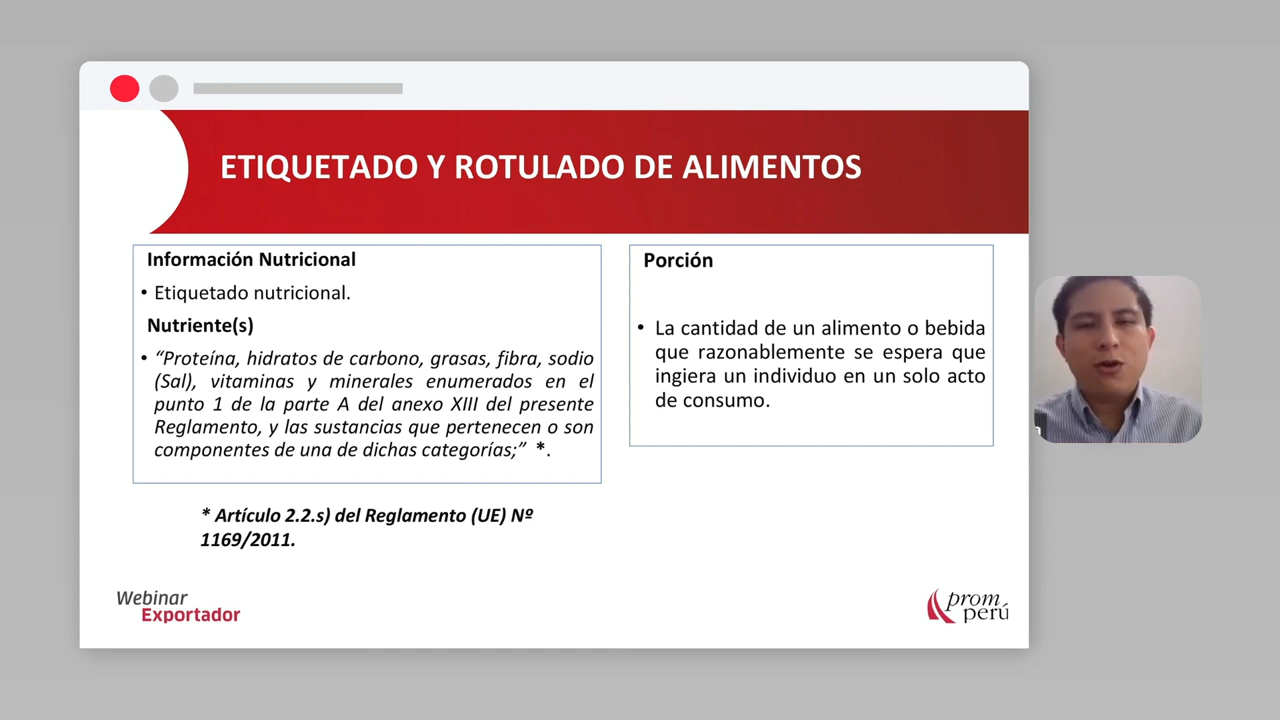 ETIQUETADO Y ROTULADO DE ALIMENTOS
Información Nutricional
• Etiquetado nutricional.
Nutriente(s)
• “Proteína, hidratos de carbono, grasas, fibra, sodio
(Sal), vitaminas y minerales enumerados en el
punto 1 de la parte A del anexo XIII del presente
Reglamento, y las sustancias que pertenecen o son
componentes de una de dichas categorías;” *.
Porción
• La cantidad de un alimento o bebida
que razonablemente se espera que
ingiera un individuo en un solo acto
de consumo.
* Artículo 2.2.s) del Reglamento (UE) Nº
1169/2011.
Webinar
Exportador
prom
perú